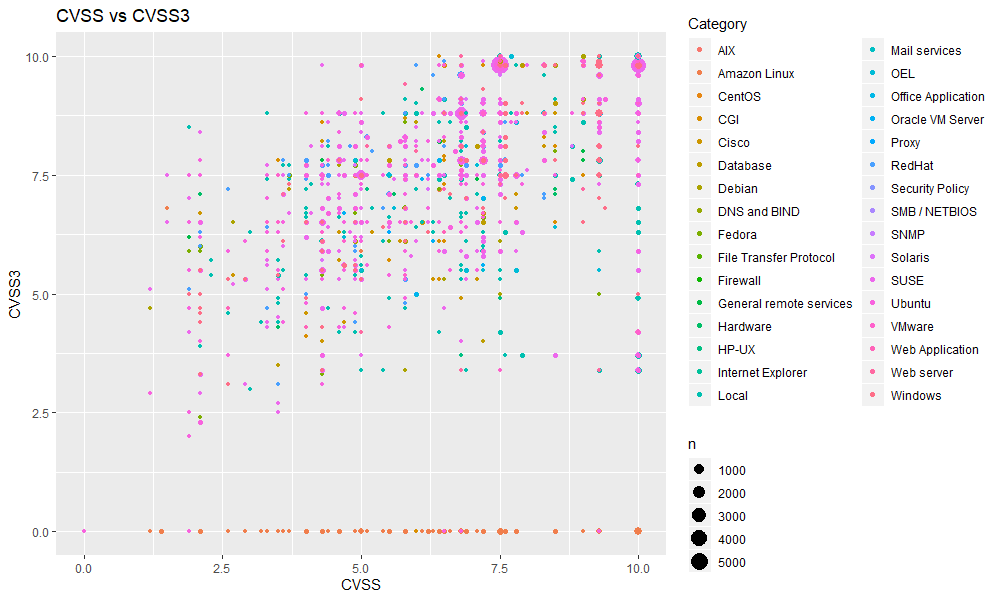 CVSS vs CVSS3
10.0
7.5
5.0
2.5
0.0
CVSS3
0.0 2.5 5.0 7.5 10.0
CVSS
Category
AIX
Amazon Linux
CentOS
CGI
Cisco
Database
Debian
DNS and BIND
Fedora
File Transfer Protocol
Firewall
General remote services
Hardware
HP-UX
Internet Explorer
Local
Mail services
OEL
Office Application
Oracle VM Server
Proxy
RedHat
Security Policy
SMB / NETBIOS
SNMP
Solaris
SUSE
Ubuntu
VMware
Web Application
Web server
Windows
n
1000
2000
3000
4000
5000